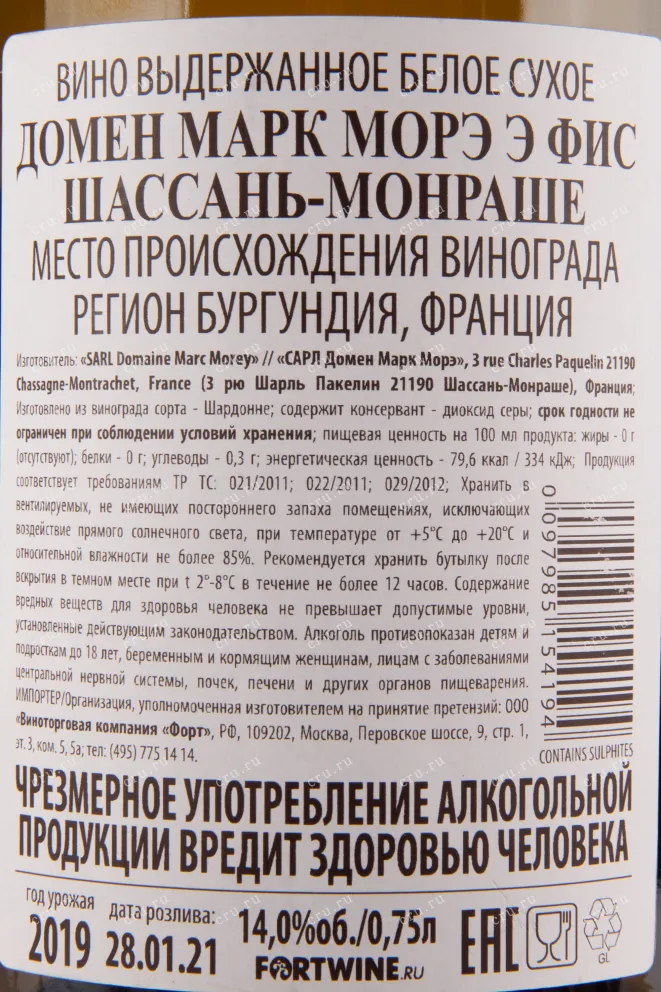 ВИНО ВЫДЕРЖАННОЕ БЕЛОЕ СУХОЕ
ДОМЕН МАРК МОРЭ Э ФИС
ШАССАНЬ-МОНРАШЕ
МЕСТО ПРОИСХОЖДЕНИЯ ВИНОГРАДА
РЕГИОН БУРГУНДИЯ, ФРАНЦИЯ
Изготовитель: «SARL Domaine Marc Morey» // «САРЛ Домен Марк Морэ», 3 rue Charles Paquelin 21190
Chassagne-Montrachet, France (3 рю Шарль Пакелин 21190 Шассань-Монраше), Франция;
Изготовлено из винограда сорта - Шардонне; содержит консервант - диоксид серы; срок годности не
ограничен при соблюдении условий хранения; пищевая ценность на 100 мл продукта: жиры - 0 г
(отсутствуют); белки - 0 г; углеводы - 0,3 г; энергетическая ценность - 79,6 ккал / 334 кДж; Продукция
соответствует требованиям ТР ТС: 021/2011; 022/2011; 029/2012; Хранить в
вентилируемых, не имеющих постороннего запаха помещениях, исключающих
воздействие прямого солнечного света, при температуре от +5°С до +20°С и
относительной влажности не более 85%. Рекомендуется хранить бутылку после
вскрытия в темном месте при t 2°-8°С в течение не более 12 часов. Содержание
вредных веществ для здоровья человека не превышает допустимые уровни,
установленные действующим законодательством. Алкоголь противопоказан детям и
подросткам до 18 лет, беременным и кормящим женщинам, лицам с заболеваниями
центральной нервной системы, почек, печени и других органов пищеварения.
ИМПОРТЕР/Организация, уполномоченная изготовителем на принятие претензий: ООО
«Виноторговая компания «Форт», РФ, 109202, Москва, Перовское шоссе, 9, стр. 1,
эт. 3, ком. 5, 5а; тел: (495) 775 14 14.
0 097985 154194
CONTAINS SULPHITES
ЧРЕЗМЕРНОЕ УПОТРЕБЛЕНИЕ АЛКОГОЛЬНОЙ
ПРОДУКЦИИ ВРЕДИТ ЗДОРОВЬЮ ЧЕЛОВЕКА
год урожая
2019
дата розлива:
28.01.21
14,0%об./0,75л
FORTWINE.RU
EAC
GL
cru.ru